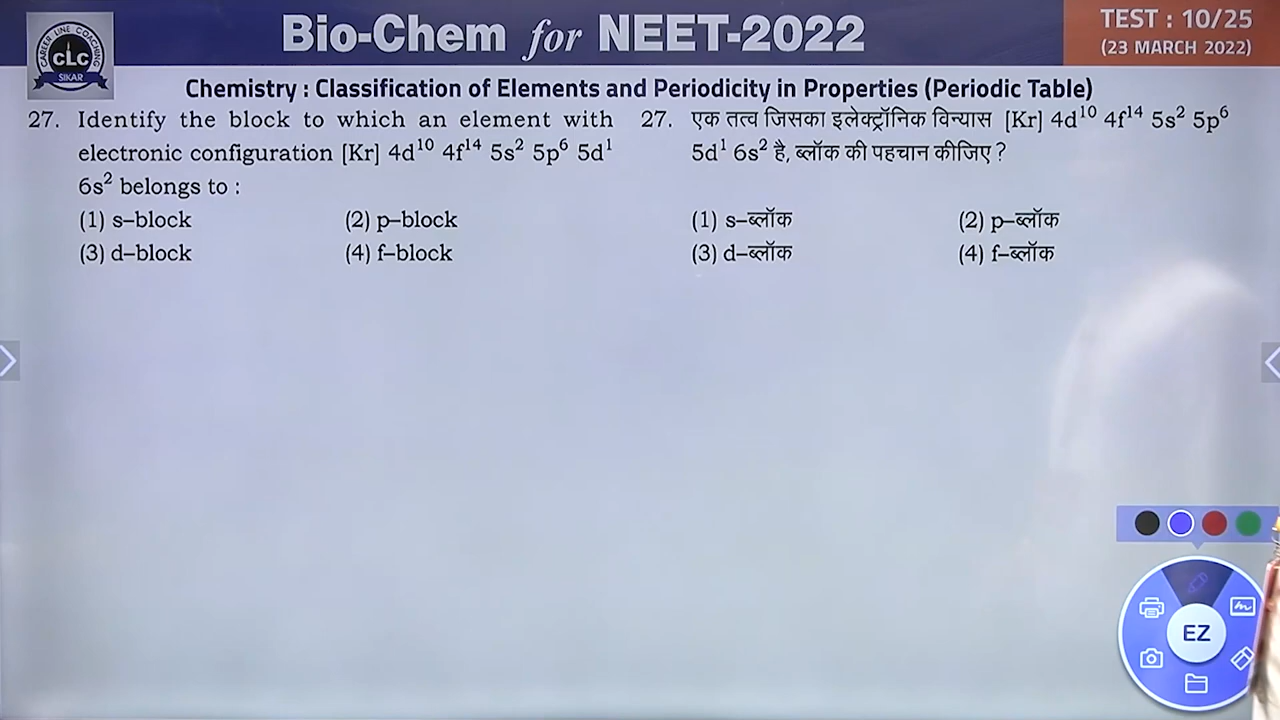 Bio-Chem for NEET-2022
TEST : 10/25
(23 MARCH 2022)
CAREER LINE COACHING
CLC
SIKAR
Chemistry : Classification of Elements and Periodicity in Properties (Periodic Table)
27. Identify the block to which an element with
electronic configuration [Kr] 4d¹⁰ 4f¹⁴ 5s² 5p⁶ 5d¹
6s² belongs to :
(1) s–block (2) p–block
(3) d–block (4) f–block
27. एक तत्व जिसका इलेक्ट्रॉनिक विन्यास [Kr] 4d¹⁰ 4f¹⁴ 5s² 5p⁶
5d¹ 6s² है, ब्लॉक की पहचान कीजिए ?
(1) s–ब्लॉक (2) p–ब्लॉक
(3) d–ब्लॉक (4) f–ब्लॉक
EZ